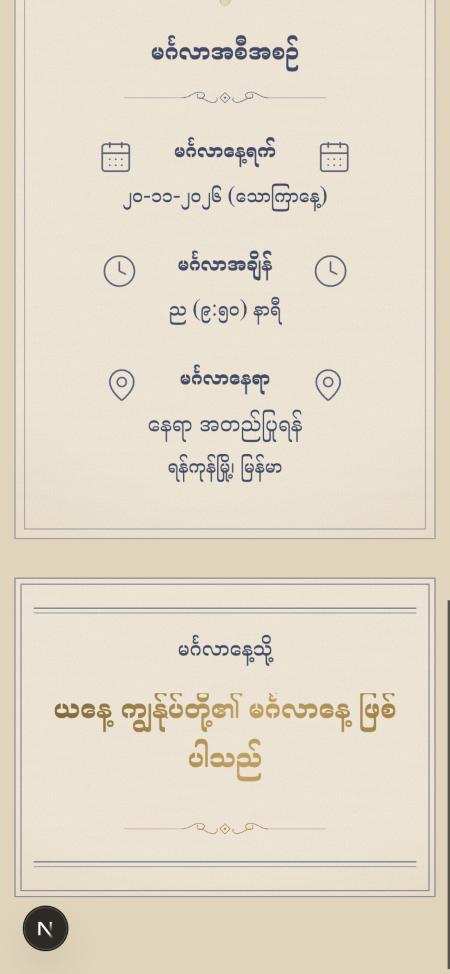 မင်္ဂလာအစီအစဉ်
မင်္ဂလာနေ့ရက်
၂၀-၁၁-၂၀၂၆ (သောကြာနေ့)
မင်္ဂလာအချိန်
ည (၉:၅၀) နာရီ
မင်္ဂလာနေရာ
နေရာ အတည်ပြုရန်
ရန်ကုန်မြို့၊ မြန်မာ
မင်္ဂလာနေ့သို့
ယနေ့ ကျွန်ုပ်တို့၏ မင်္ဂလာနေ့ ဖြစ်
ပါသည်
N